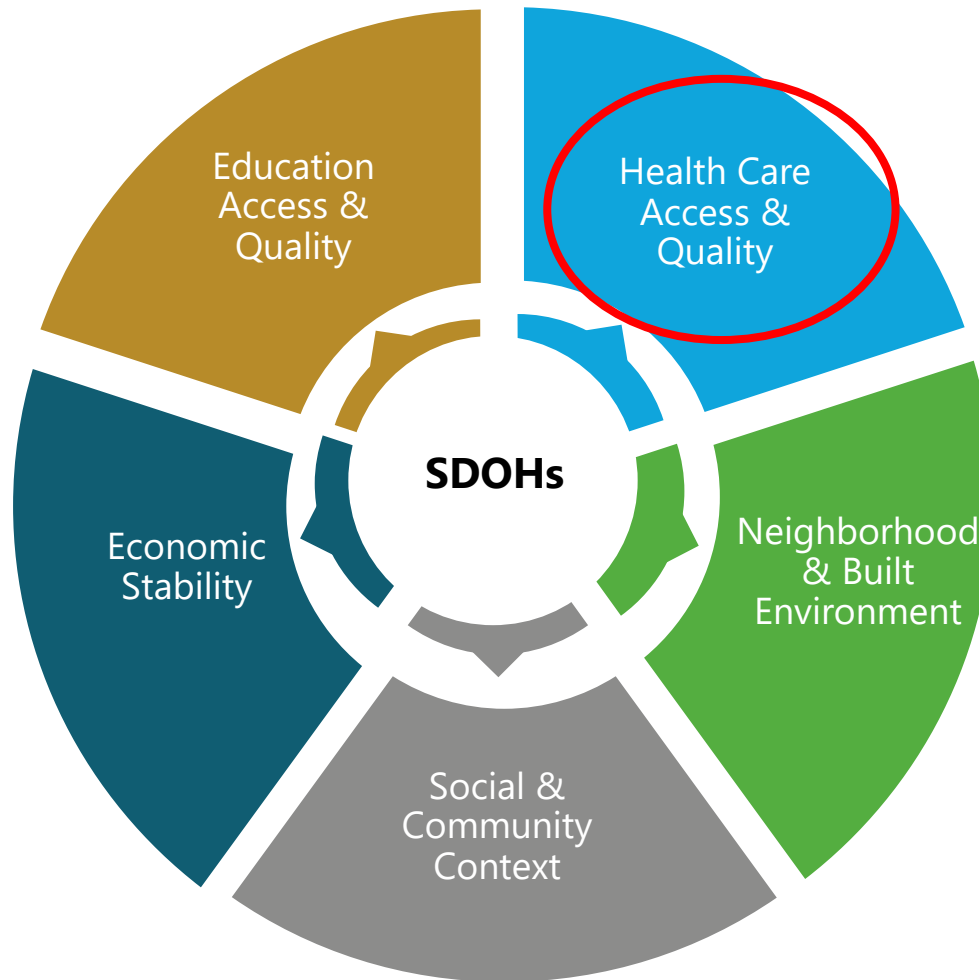 Education
Access &
Quality
Health Care
Access &
Quality
SDOHs
Economic
Stability
Neighborhood
& Built
Environment
Social &
Community
Context